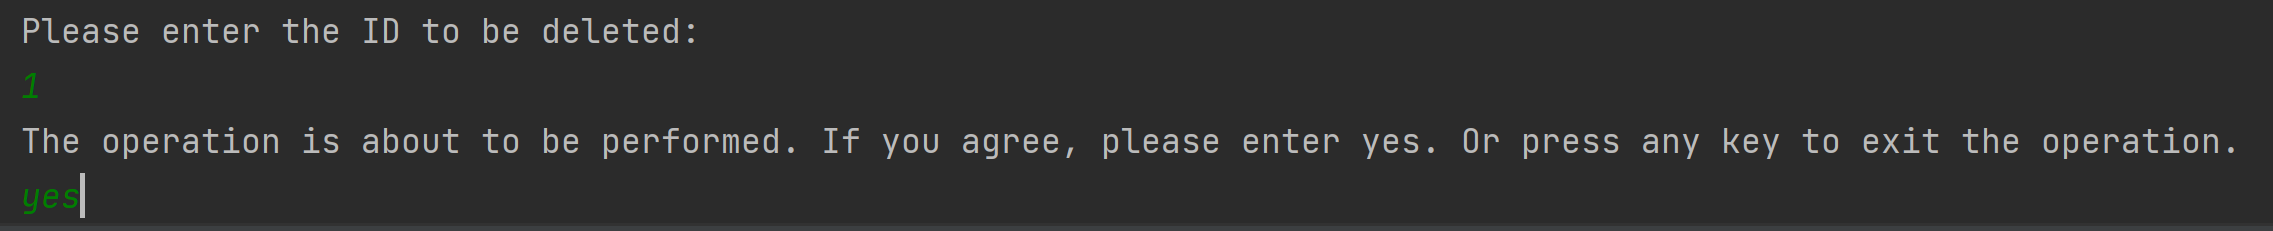 Please enter the ID to be deleted:
1
The operation is about to be performed. If you agree, please enter yes. Or press any key to exit the operation.
yes